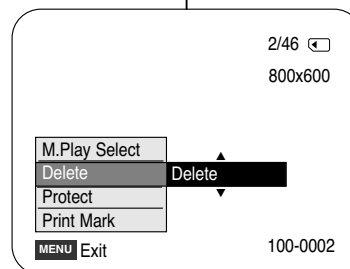 2/46
800x600
M.Play Select
Delete Delete
Protect
Print Mark
MENU Exit 100-0002